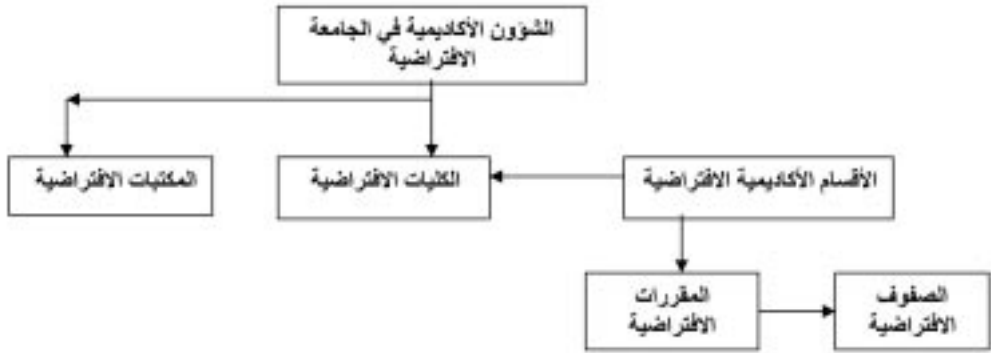 الشؤون الأكاديمية في الجامعة
الافتراضية
المكتبات الافتراضية
الكليات الافتراضية
الأقسام الأكاديمية الافتراضية
المقررات
الافتراضية
الصفوف
الافتراضية